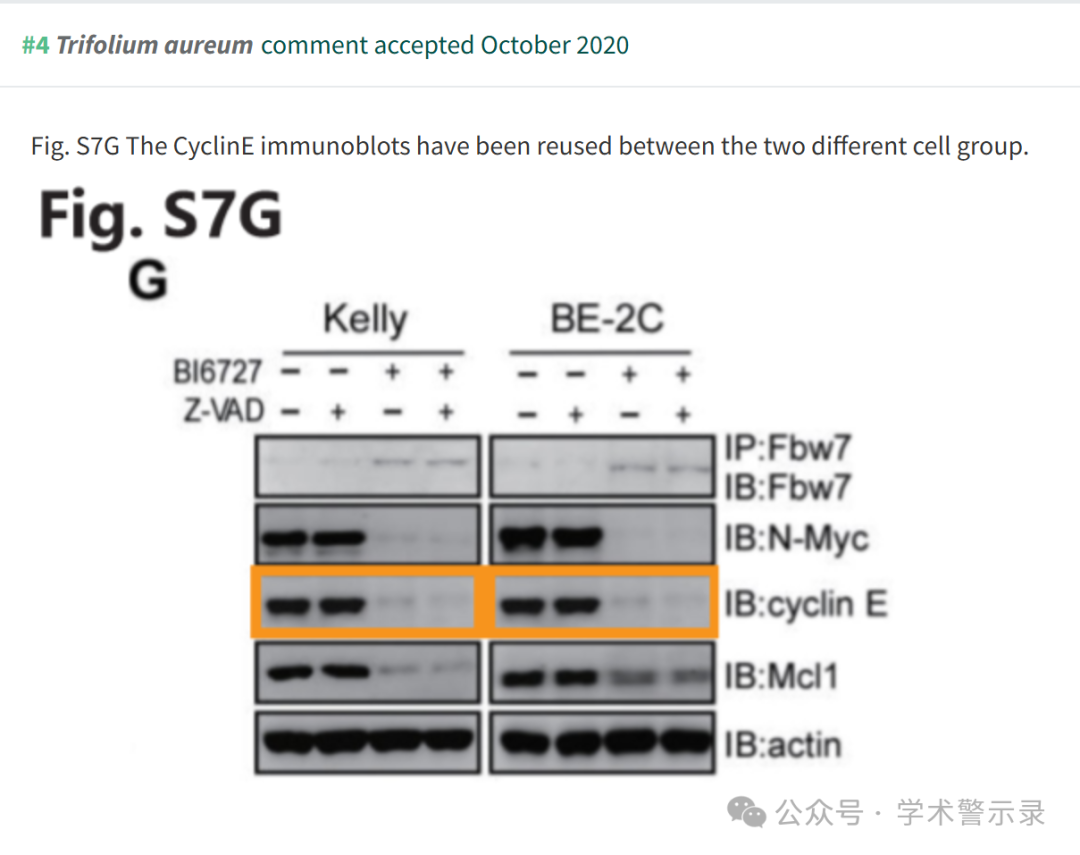 #4 Trifolium aureum comment accepted October 2020
Fig. S7G The CyclinE immunoblots have been reused between the two different cell group.
Fig. S7G
G
Kelly BE-2C
BI6727 − − + + − − + +
Z-VAD − + − + − + − +
IP:Fbw7
IB:Fbw7
IB:N-Myc
IB:cyclin E
IB:Mcl1
IB:actin
公众号 · 学术警示录